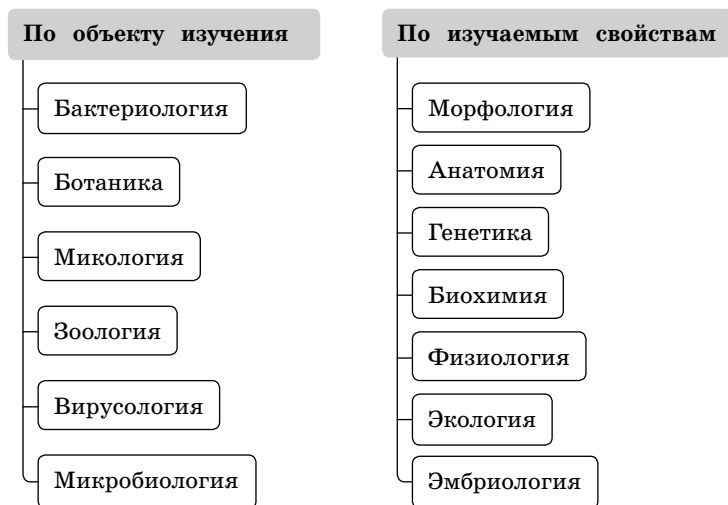 По объекту изучения
Бактериология
Ботаника
Микология
Зоология
Вирусология
Микробиология
По изучаемым свойствам
Морфология
Анатомия
Генетика
Биохимия
Физиология
Экология
Эмбриология